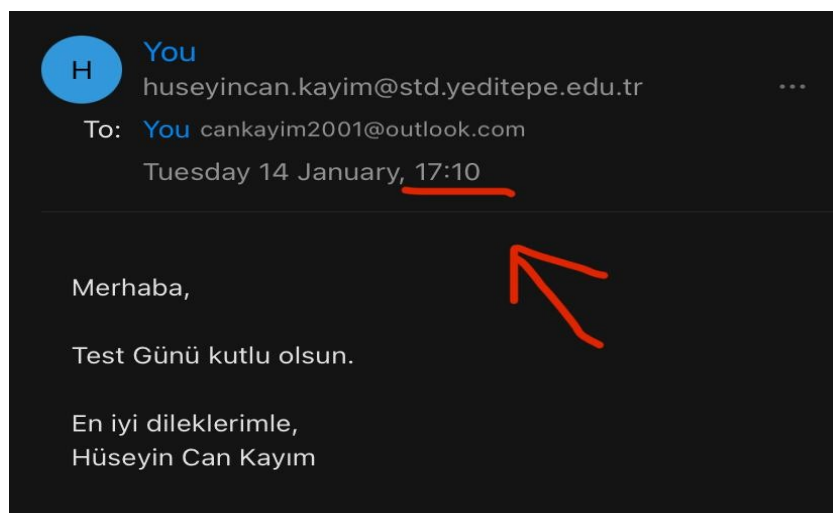 H
You
huseyincan.kayim@std.yeditepe.edu.tr
To: You cankayim2001@outlook.com
Tuesday 14 January, 17:10
Merhaba,
Test Günü kutlu olsun.
En iyi dileklerimle,
Hüseyin Can Kayım